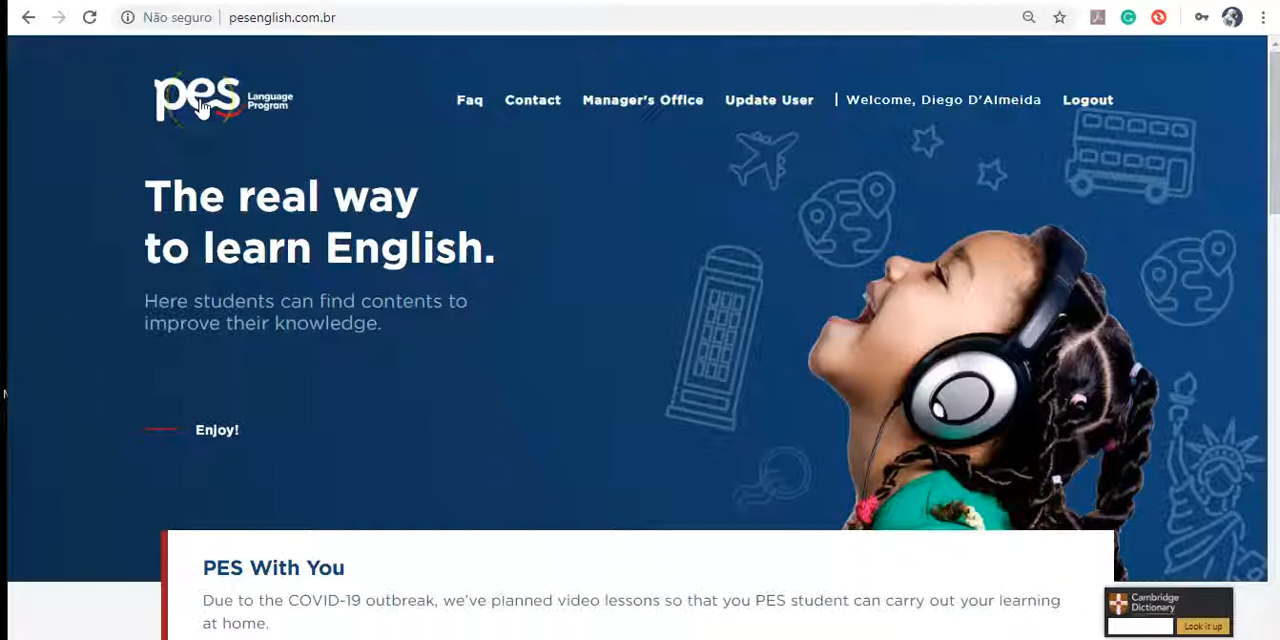 Não seguro | pesenglish.com.br
pes Language Program
Faq Contact Manager's Office Update User | Welcome, Diego D'Almeida Logout
The real way
to learn English.
Here students can find contents to
improve their knowledge.
Enjoy!
PES With You
Due to the COVID-19 outbreak, we've planned video lessons so that you PES student can carry out your learning
at home.
Cambridge
Dictionary
Look it up